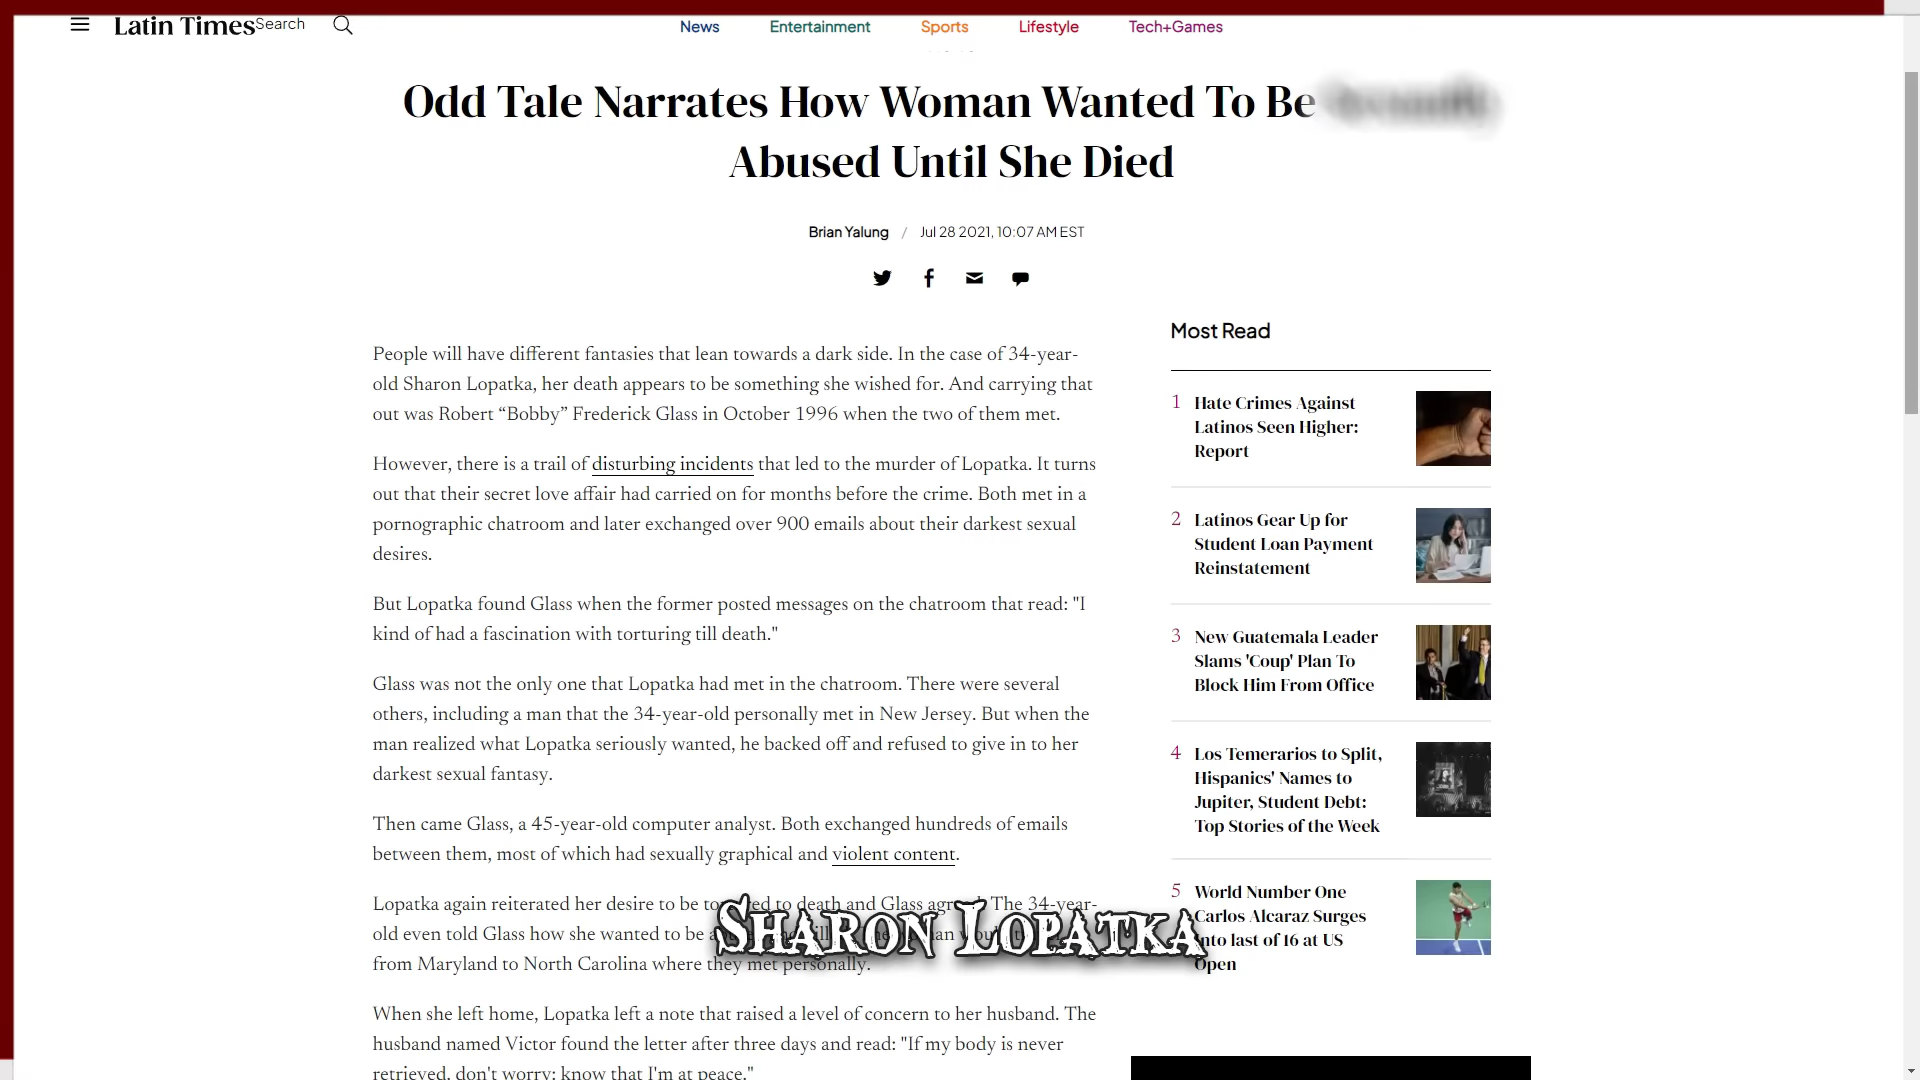 Latin Times
Search
News
Entertainment
Sports
Lifestyle
Tech+Games
Odd Tale Narrates How Woman Wanted To Be
Abused Until She Died
Brian Yalung / Jul 28 2021, 10:07 AM EST
People will have different fantasies that lean towards a dark side. In the case of 34-year-
old Sharon Lopatka, her death appears to be something she wished for. And carrying that
out was Robert “Bobby” Frederick Glass in October 1996 when the two of them met.
However, there is a trail of disturbing incidents that led to the murder of Lopatka. It turns
out that their secret love affair had carried on for months before the crime. Both met in a
pornographic chatroom and later exchanged over 900 emails about their darkest sexual
desires.
But Lopatka found Glass when the former posted messages on the chatroom that read: "I
kind of had a fascination with torturing till death."
Glass was not the only one that Lopatka had met in the chatroom. There were several
others, including a man that the 34-year-old personally met in New Jersey. But when the
man realized what Lopatka seriously wanted, he backed off and refused to give in to her
darkest sexual fantasy.
Then came Glass, a 45-year-old computer analyst. Both exchanged hundreds of emails
between them, most of which had sexually graphical and violent content.
Lopatka again reiterated her desire to be to death and Glass The 34-year-
old even told Glass how she wanted to be
from Maryland to North Carolina where they met personally.
When she left home, Lopatka left a note that raised a level of concern to her husband. The
husband named Victor found the letter after three days and read: "If my body is never
retrieved, don't worry: know that I'm at peace."
Sharon Lopatka
Most Read
1 Hate Crimes Against
Latinos Seen Higher:
Report
2 Latinos Gear Up for
Student Loan Payment
Reinstatement
3 New Guatemala Leader
Slams 'Coup' Plan To
Block Him From Office
4 Los Temerarios to Split,
Hispanics' Names to
Jupiter, Student Debt:
Top Stories of the Week
5 World Number One
Carlos Alcaraz Surges
into last of 16 at US
Open